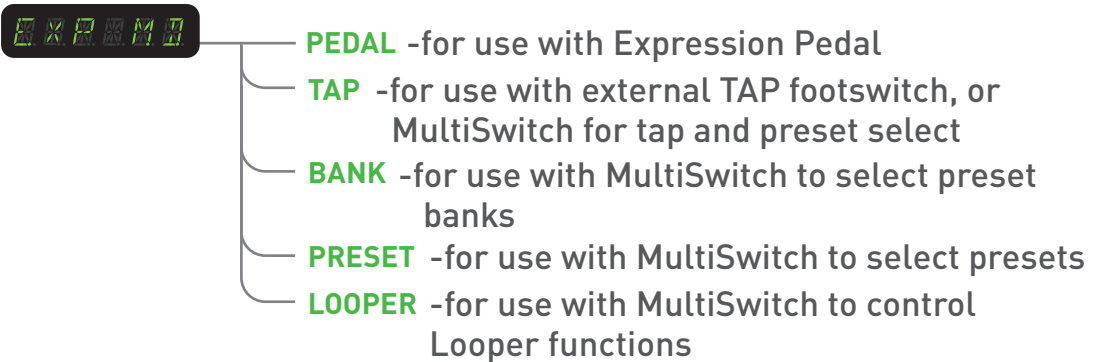 EXP MD
PEDAL -for use with Expression Pedal
TAP -for use with external TAP footswitch, or
MultiSwitch for tap and preset select
BANK -for use with MultiSwitch to select preset
banks
PRESET -for use with MultiSwitch to select presets
LOOPER -for use with MultiSwitch to control
Looper functions